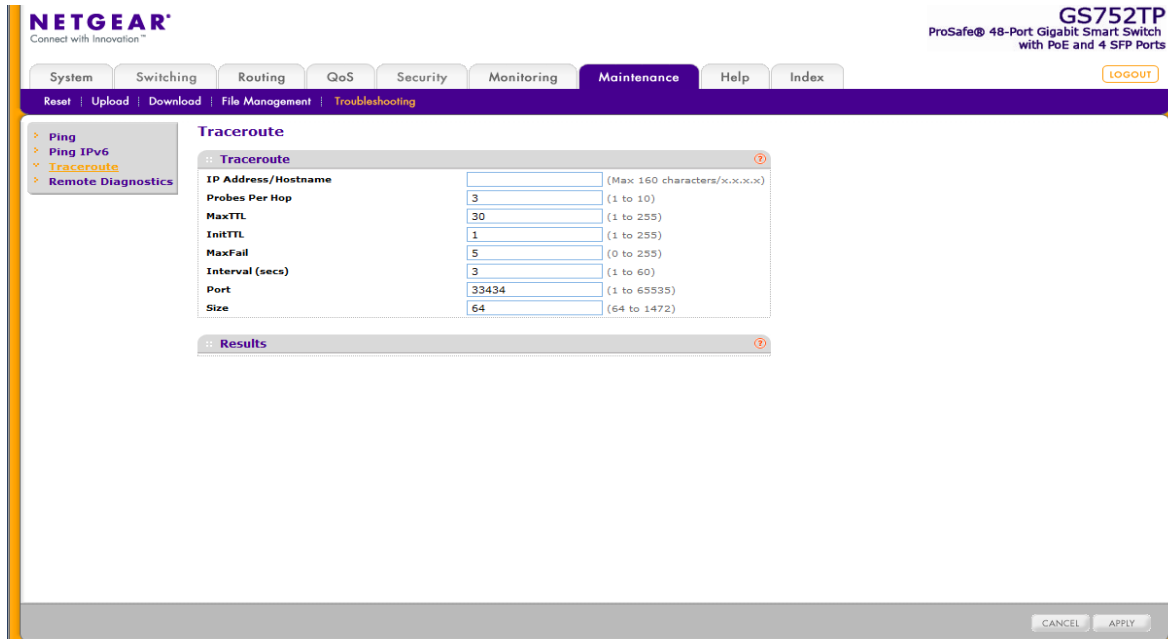 NETGEAR®
Connect with Innovation™
GS752TP
ProSafe® 48-Port Gigabit Smart Switch
with PoE and 4 SFP Ports
System Switching Routing QoS Security Monitoring Maintenance Help Index
LOGOUT
Reset | Upload | Download | File Management | Troubleshooting
Ping
Ping IPv6
Traceroute
Remote Diagnostics
Traceroute
Traceroute
IP Address/Hostname (Max 160 characters/x.x.x.x)
Probes Per Hop 3 (1 to 10)
MaxTTL 30 (1 to 255)
InitTTL 1 (1 to 255)
MaxFail 5 (0 to 255)
Interval (secs) 3 (1 to 60)
Port 33434 (1 to 65535)
Size 64 (64 to 1472)
Results
CANCEL APPLY